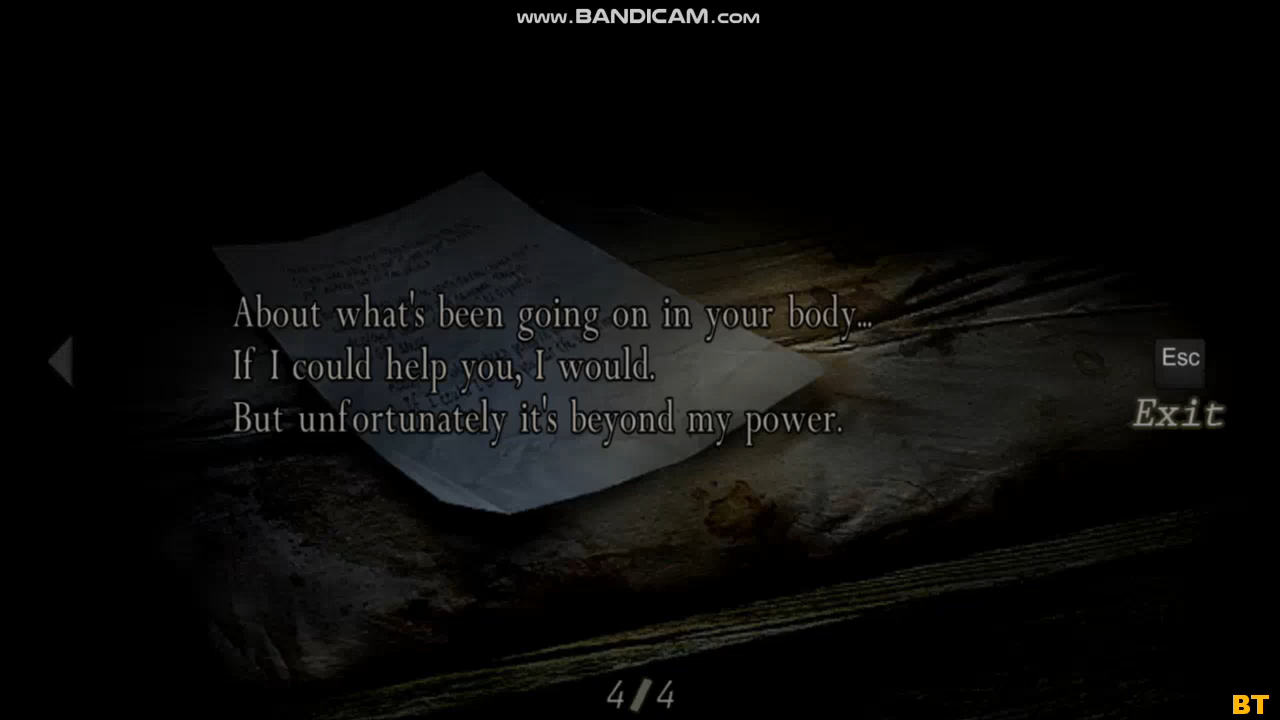 www.BANDICAM.com
About what's been going on in your body...
If I could help you, I would.
But unfortunately it's beyond my power.
Esc
Exit
4/4
BT